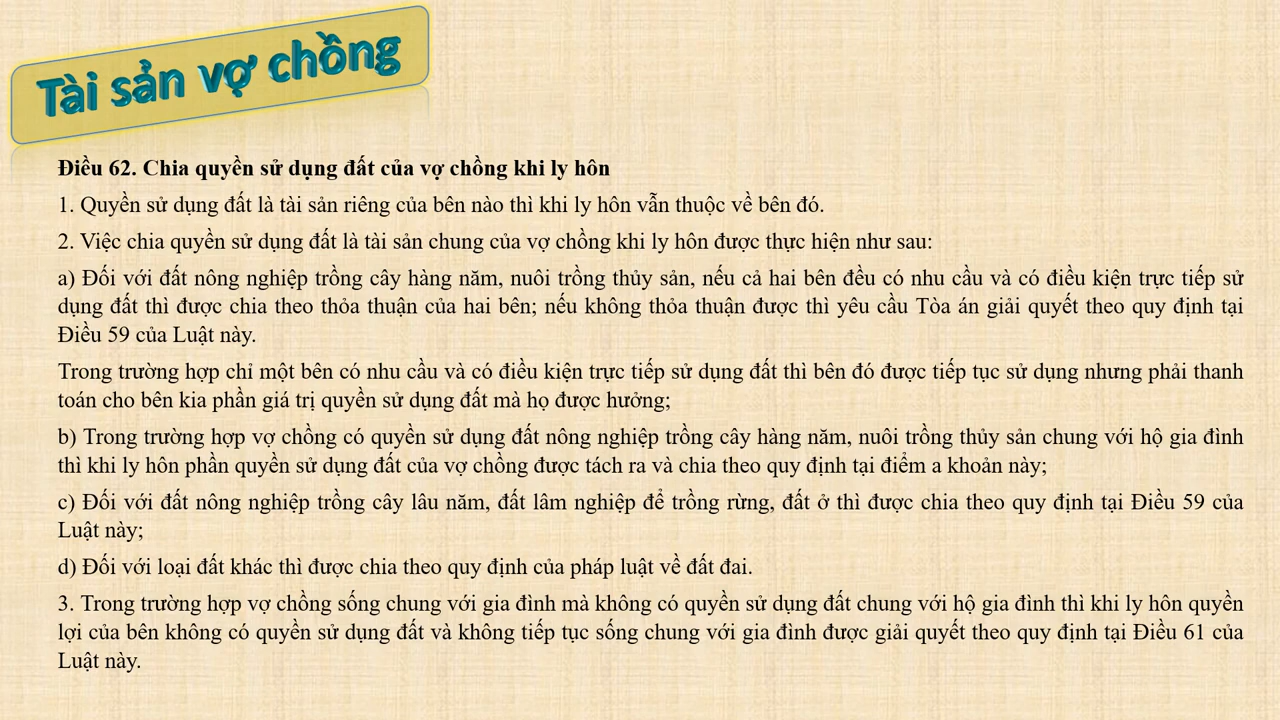 Tài sản vợ chồng
Điều 62. Chia quyền sử dụng đất của vợ chồng khi ly hôn
1. Quyền sử dụng đất là tài sản riêng của bên nào thì khi ly hôn vẫn thuộc về bên đó.
2. Việc chia quyền sử dụng đất là tài sản chung của vợ chồng khi ly hôn được thực hiện như sau:
a) Đối với đất nông nghiệp trồng cây hàng năm, nuôi trồng thủy sản, nếu cả hai bên đều có nhu cầu và có điều kiện trực tiếp sử
dụng đất thì được chia theo thỏa thuận của hai bên; nếu không thỏa thuận được thì yêu cầu Tòa án giải quyết theo quy định tại
Điều 59 của Luật này.
Trong trường hợp chỉ một bên có nhu cầu và có điều kiện trực tiếp sử dụng đất thì bên đó được tiếp tục sử dụng nhưng phải thanh
toán cho bên kia phần giá trị quyền sử dụng đất mà họ được hưởng;
b) Trong trường hợp vợ chồng có quyền sử dụng đất nông nghiệp trồng cây hàng năm, nuôi trồng thủy sản chung với hộ gia đình
thì khi ly hôn phần quyền sử dụng đất của vợ chồng được tách ra và chia theo quy định tại điểm a khoản này;
c) Đối với đất nông nghiệp trồng cây lâu năm, đất lâm nghiệp để trồng rừng, đất ở thì được chia theo quy định tại Điều 59 của
Luật này;
d) Đối với loại đất khác thì được chia theo quy định của pháp luật về đất đai.
3. Trong trường hợp vợ chồng sống chung với gia đình mà không có quyền sử dụng đất chung với hộ gia đình thì khi ly hôn quyền
lợi của bên không có quyền sử dụng đất và không tiếp tục sống chung với gia đình được giải quyết theo quy định tại Điều 61 của
Luật này.